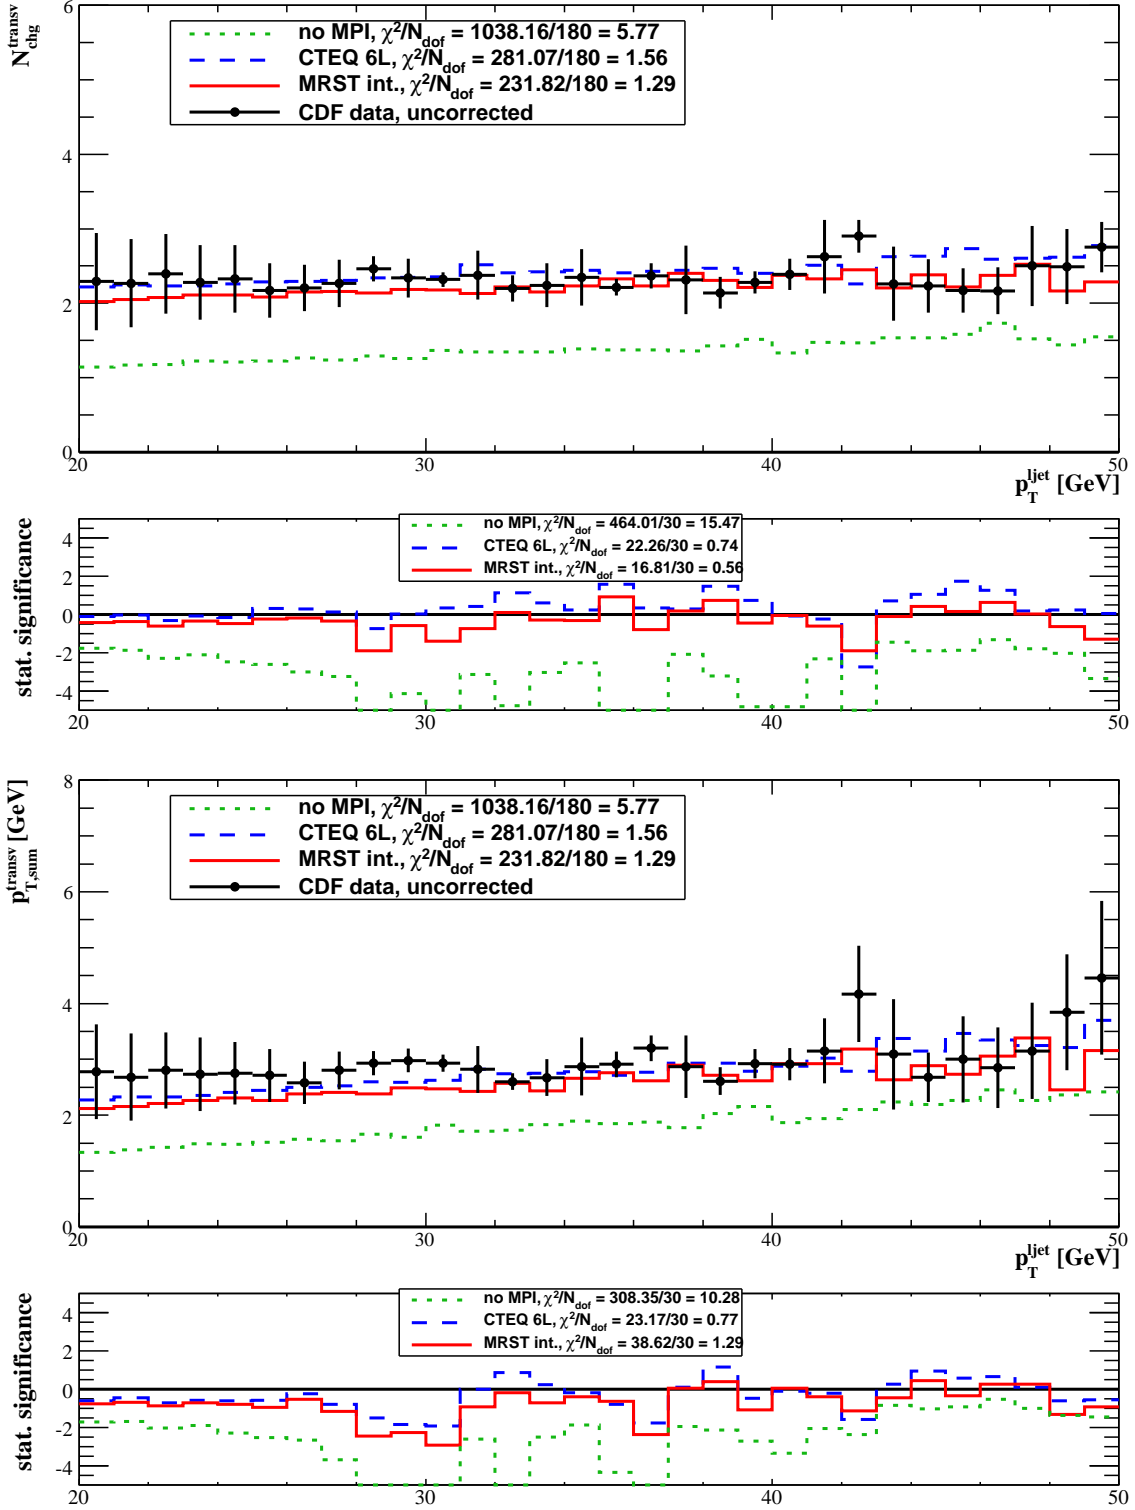 N_chg^transv
6
no MPI, χ²/N_dof = 1038.16/180 = 5.77
CTEQ 6L, χ²/N_dof = 281.07/180 = 1.56
MRST int., χ²/N_dof = 231.82/180 = 1.29
CDF data, uncorrected
4
2
0
20 30 40 50
p_T^ljet [GeV]
stat. significance
no MPI, χ²/N_dof = 464.01/30 = 15.47
CTEQ 6L, χ²/N_dof = 22.26/30 = 0.74
MRST int., χ²/N_dof = 16.81/30 = 0.56
4
2
0
-2
-4
20 30 40 50
p_T,sum^transv [GeV]
8
no MPI, χ²/N_dof = 1038.16/180 = 5.77
CTEQ 6L, χ²/N_dof = 281.07/180 = 1.56
MRST int., χ²/N_dof = 231.82/180 = 1.29
CDF data, uncorrected
6
4
2
0
20 30 40 50
p_T^ljet [GeV]
stat. significance
no MPI, χ²/N_dof = 308.35/30 = 10.28
CTEQ 6L, χ²/N_dof = 23.17/30 = 0.77
MRST int., χ²/N_dof = 38.62/30 = 1.29
4
2
0
-2
-4
20 30 40 50